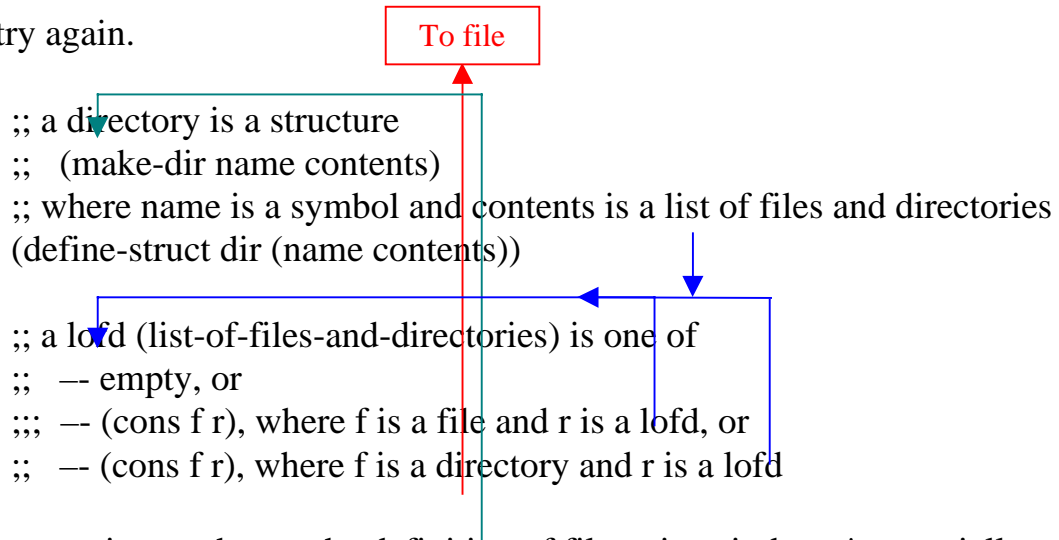 try again.
To file
;; a directory is a structure
;; (make-dir name contents)
;; where name is a symbol and contents is a list of files and directories
(define-struct dir (name contents))
;; a lofd (list-of-files-and-directories) is one of
;; –- empty, or
;;; –- (cons f r), where f is a file and r is a lofd, or
;; –- (cons f r), where f is a directory and r is a lofd